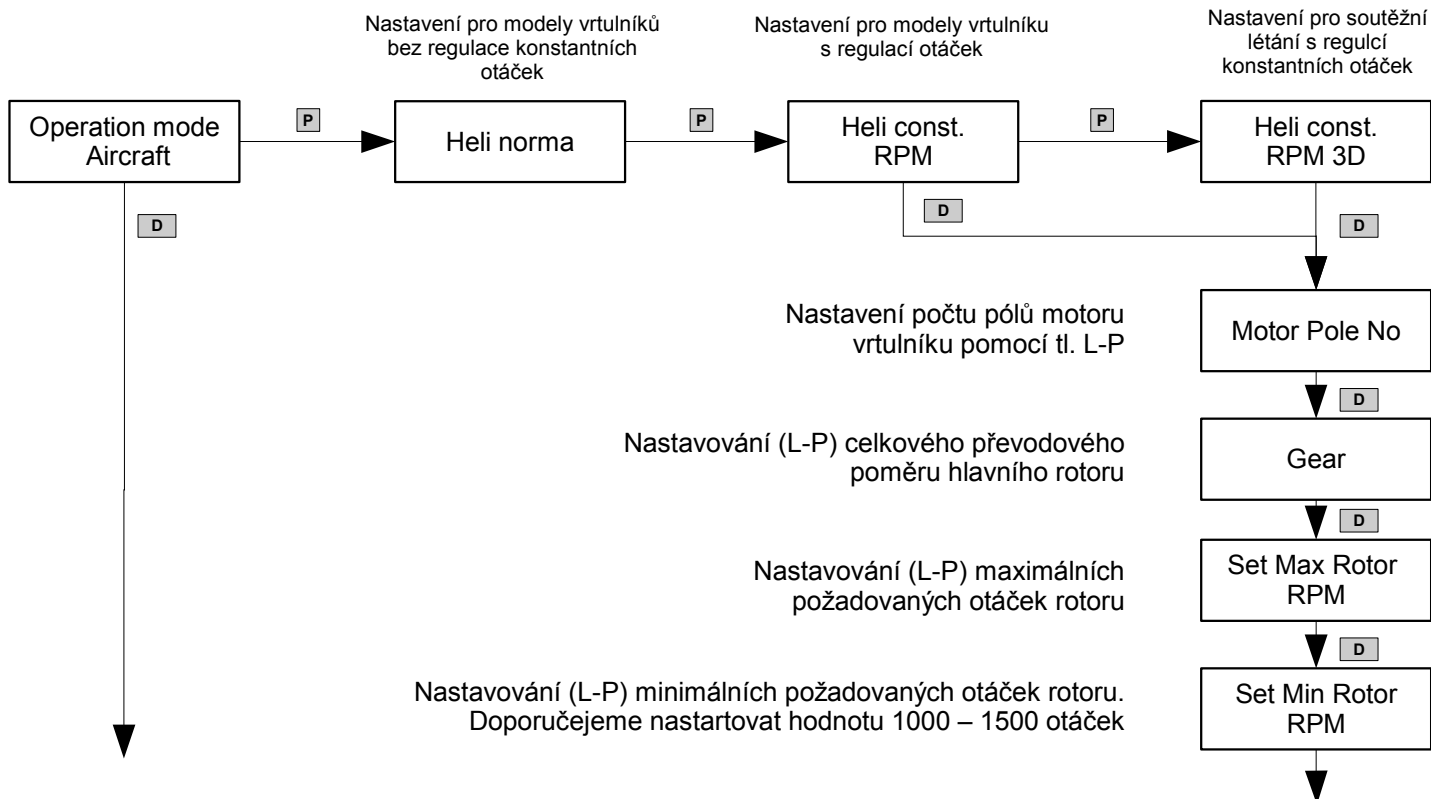 Nastavení pro modely vrtulníků
bez regulace konstantních
otáček
Nastavení pro modely vrtulníku
s regulací otáček
Nastavení pro soutěžní
létání s regulcí
konstantních otáček
Operation mode
Aircraft
P
Heli norma
P
Heli const.
RPM
P
Heli const.
RPM 3D
D
D
D
Nastavení počtu pólů motoru
vrtulníku pomocí tl. L-P
Motor Pole No
D
Nastavování (L-P) celkového převodového
poměru hlavního rotoru
Gear
D
Nastavování (L-P) maximálních
požadovaných otáček rotoru
Set Max Rotor
RPM
D
Nastavování (L-P) minimálních požadovaných otáček rotoru.
Doporučejeme nastartovat hodnotu 1000 – 1500 otáček
Set Min Rotor
RPM